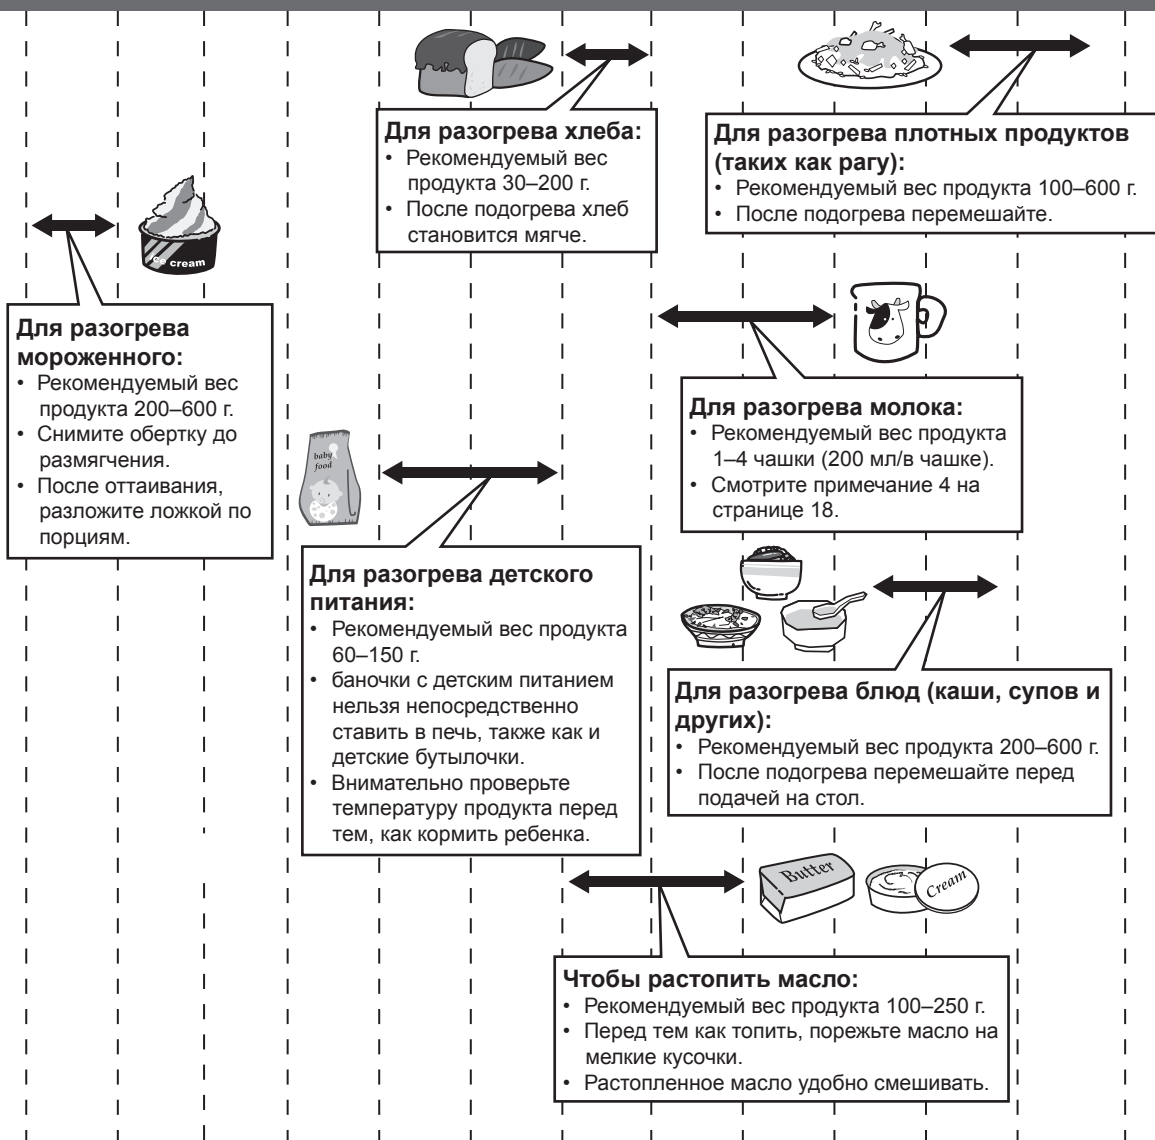 Для разогрева хлеба:
• Рекомендуемый вес
продукта 30–200 г.
• После подогрева хлеб
становится мягче.
Для разогрева плотных продуктов
(таких как рагу):
• Рекомендуемый вес продукта 100–600 г.
• После подогрева перемешайте.
ice cream
Для разогрева
мороженного:
• Рекомендуемый вес
продукта 200–600 г.
• Снимите обертку до
размягчения.
• После оттаивания,
разложите ложкой по
порциям.
Для разогрева молока:
• Рекомендуемый вес продукта
1–4 чашки (200 мл/в чашке).
• Смотрите примечание 4 на
странице 18.
baby
food
Для разогрева детского
питания:
• Рекомендуемый вес продукта
60–150 г.
• баночки с детским питанием
нельзя непосредственно
ставить в печь, также как и
детские бутылочки.
• Внимательно проверьте
температуру продукта перед
тем, как кормить ребенка.
Для разогрева блюд (каши, супов и
других):
• Рекомендуемый вес продукта 200–600 г.
• После подогрева перемешайте перед
подачей на стол.
Butter
Cream
Чтобы растопить масло:
• Рекомендуемый вес продукта 100–250 г.
• Перед тем как топить, порежьте масло на
мелкие кусочки.
• Растопленное масло удобно смешивать.